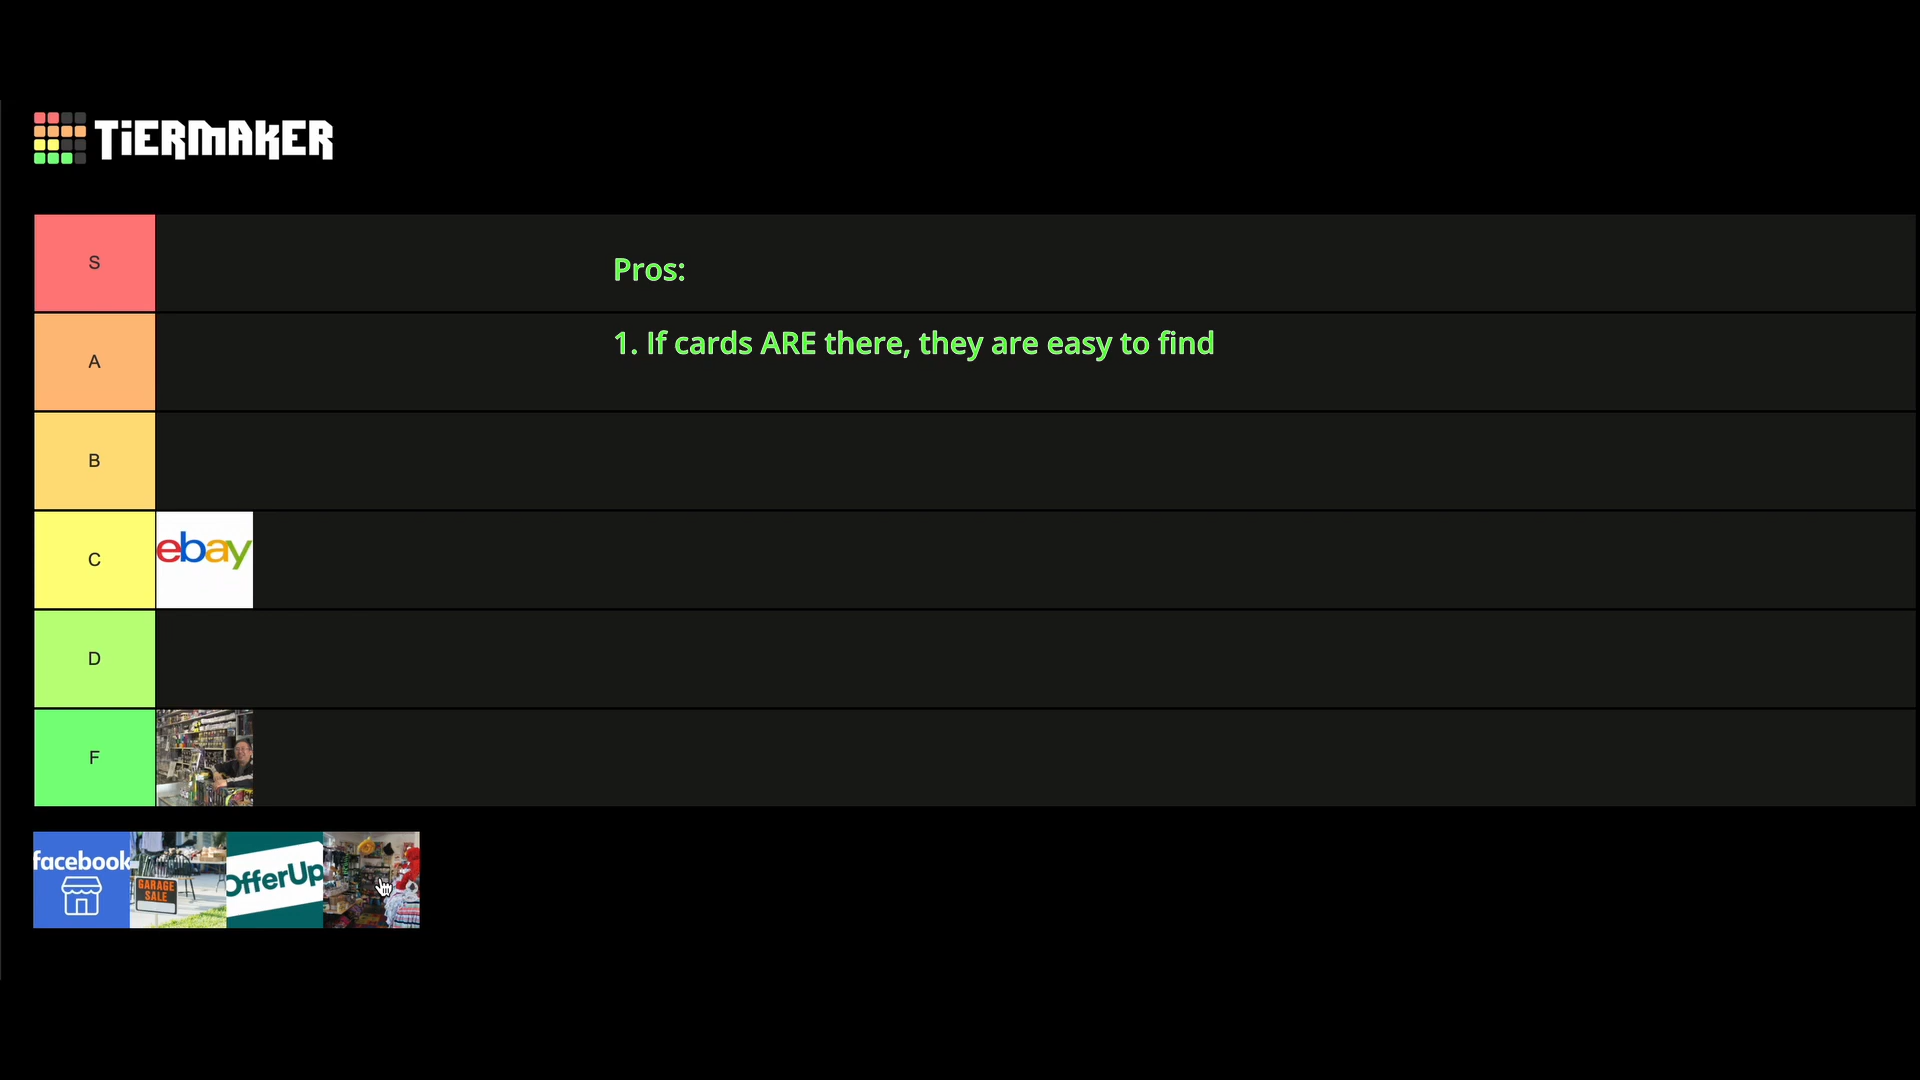 TiERMAKER
S
Pros:
A
1. If cards ARE there, they are easy to find
B
C
ebay
D
F
facebook
GARAGE
SALE
OfferUp